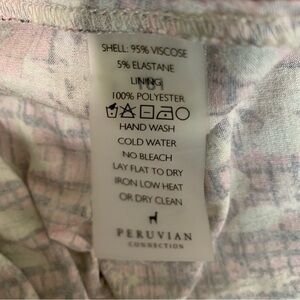 SHELL: 95% VISCOSE
5% ELASTANE
LINING
100% POLYESTER
HAND WASH
COLD WATER
NO BLEACH
LAY FLAT TO DRY
IRON LOW HEAT
OR DRY CLEAN
PERUVIAN
CONNECTION